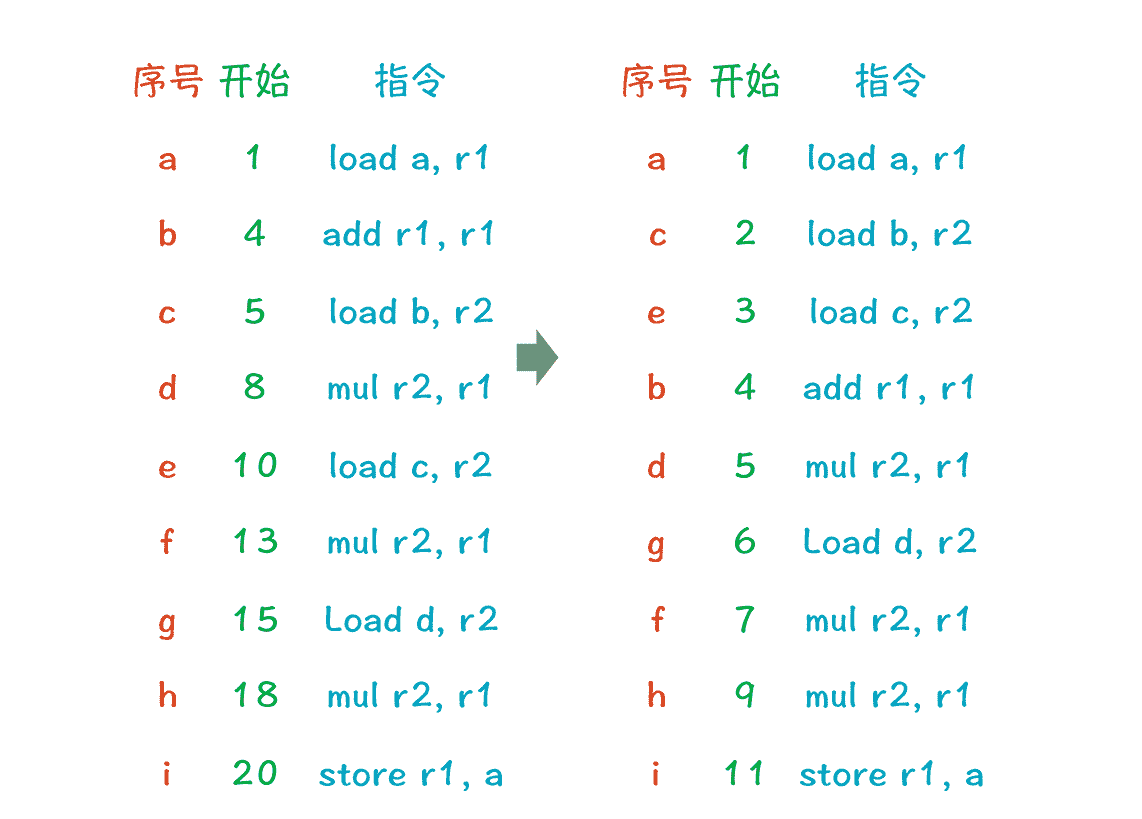 序号 开始 指令
a 1 load a, r1
b 4 add r1, r1
c 5 load b, r2
d 8 mul r2, r1
e 10 load c, r2
f 13 mul r2, r1
g 15 Load d, r2
h 18 mul r2, r1
i 20 store r1, a
序号 开始 指令
a 1 load a, r1
c 2 load b, r2
e 3 load c, r2
b 4 add r1, r1
d 5 mul r2, r1
g 6 Load d, r2
f 7 mul r2, r1
h 9 mul r2, r1
i 11 store r1, a